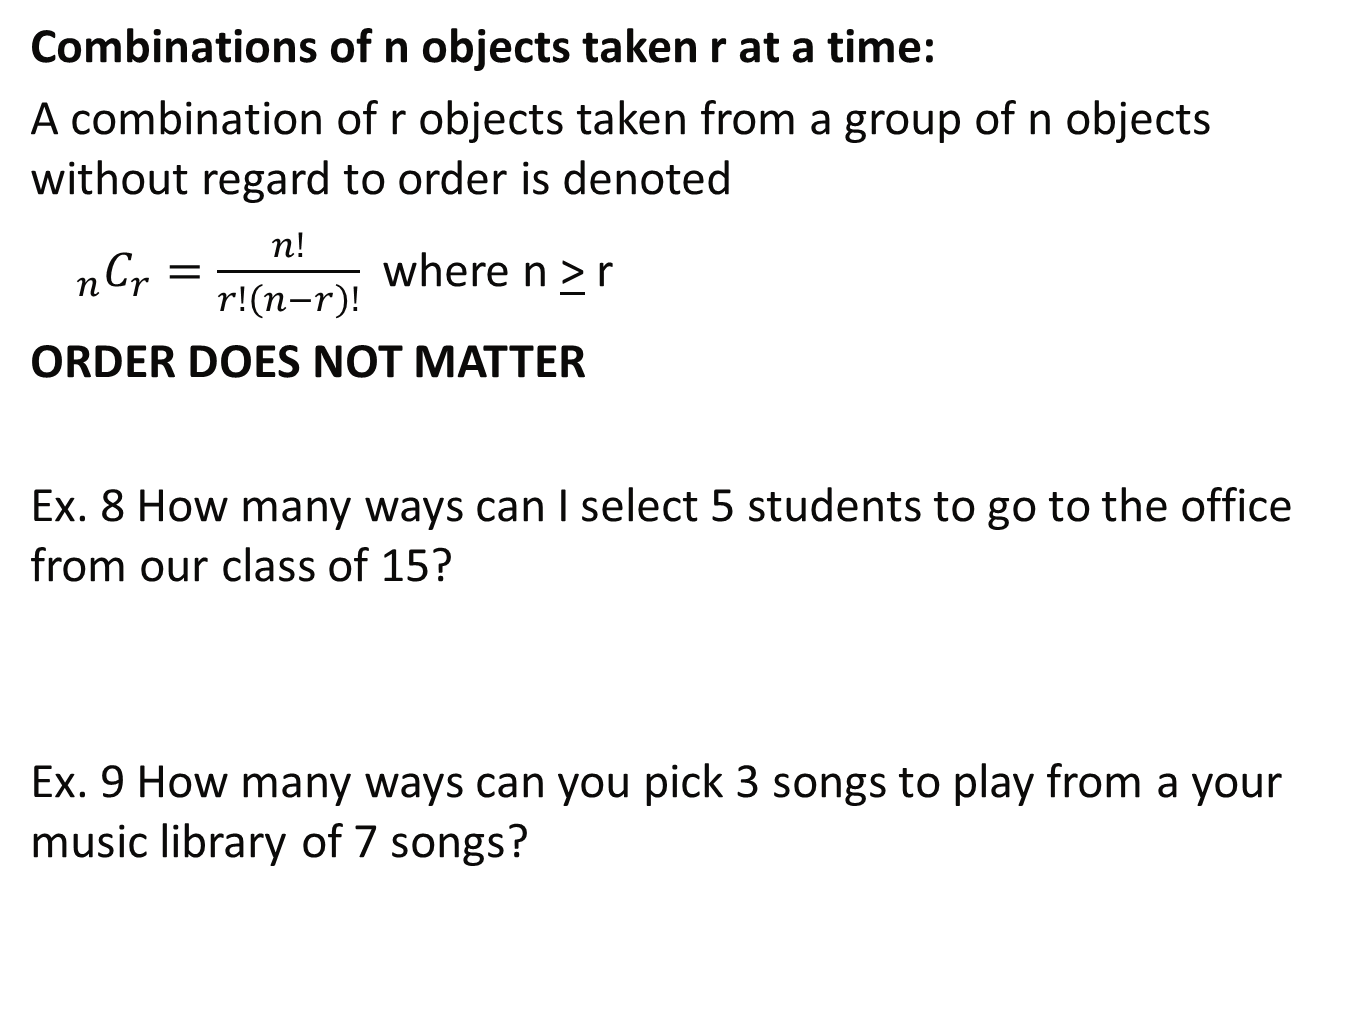 Combinations of n objects taken r at a time:
A combination of r objects taken from a group of n objects
without regard to order is denoted
ₙCᵣ = n!/(r!(n−r)!) where n ≥ r
ORDER DOES NOT MATTER
Ex. 8 How many ways can I select 5 students to go to the office
from our class of 15?
Ex. 9 How many ways can you pick 3 songs to play from a your
music library of 7 songs?